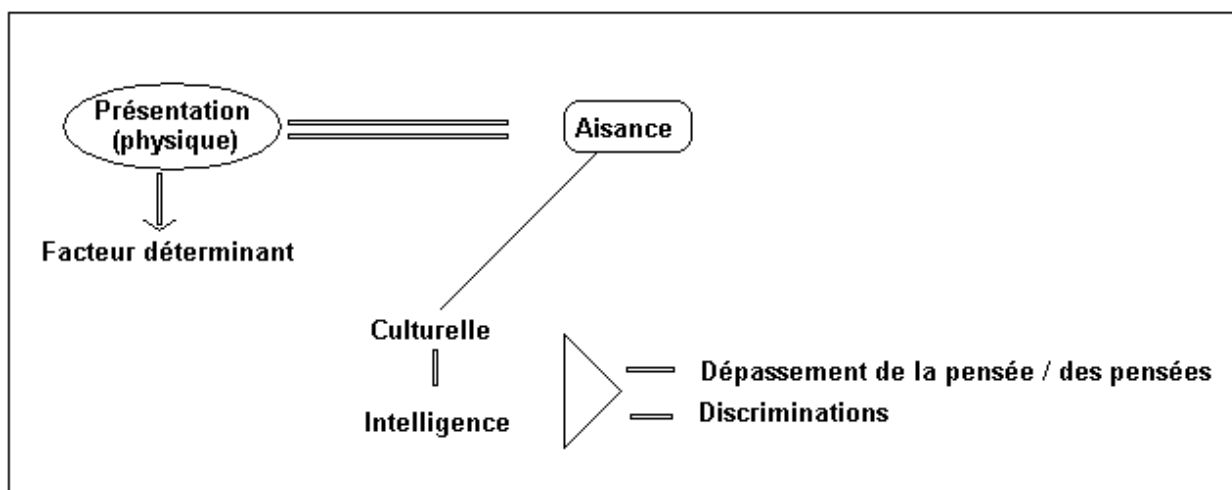 Présentation
(physique)
Aisance
Facteur déterminant
Culturelle
Intelligence
Dépassement de la pensée / des pensées
Discriminations